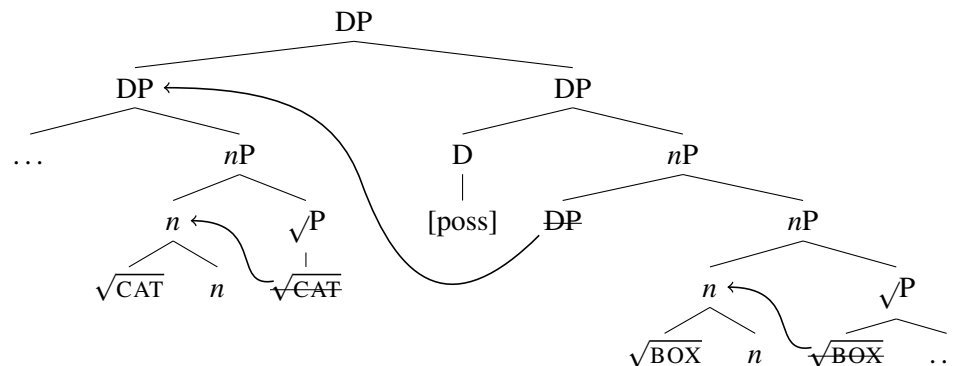 DP
DP DP
... nP D nP
n √P [poss] DP nP
√CAT n √CAT n √P
√BOX n √BOX ..